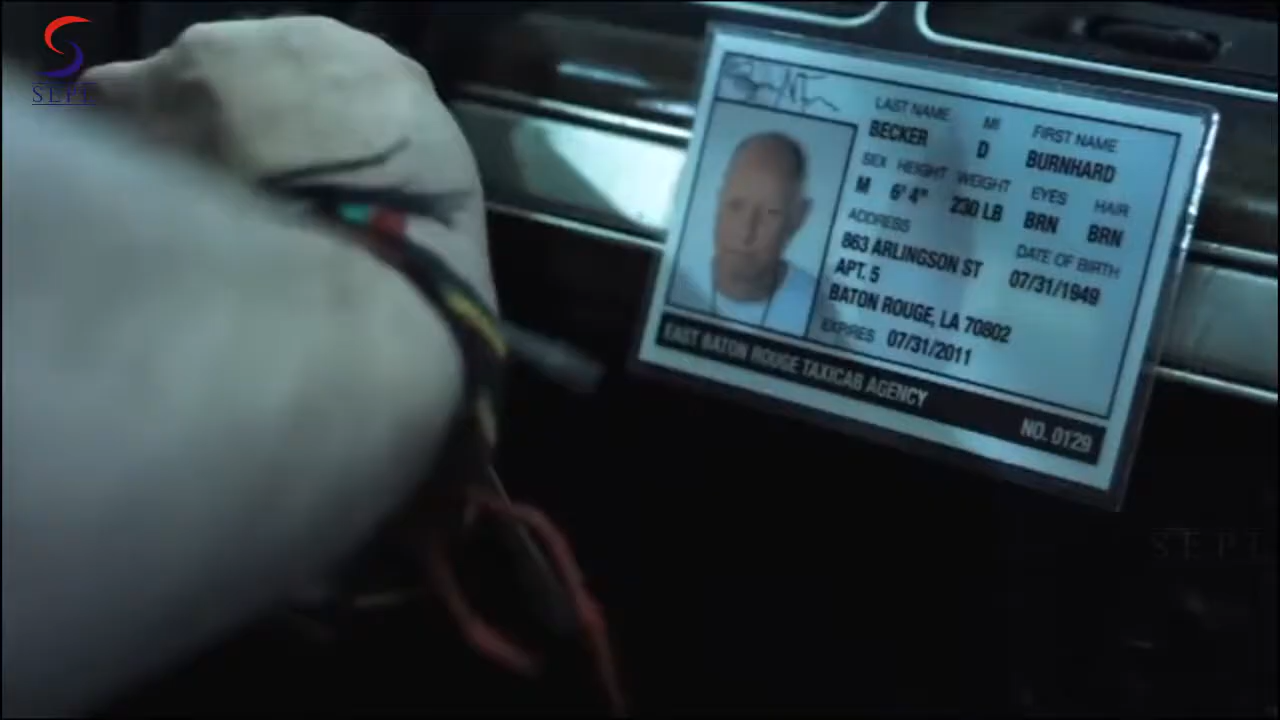 SEPL
LAST NAME MI FIRST NAME
BECKER D BURNHARD
SEX HEIGHT WEIGHT EYES HAIR
M 6' 4" 230 LB BRN BRN
ADDRESS DATE OF BIRTH
863 ARLINGSON ST 07/31/1949
APT. 5
BATON ROUGE, LA 70802
EXPIRES 07/31/2011
EAST BATON ROUGE TAXICAB AGENCY NO. 0129
SEPL